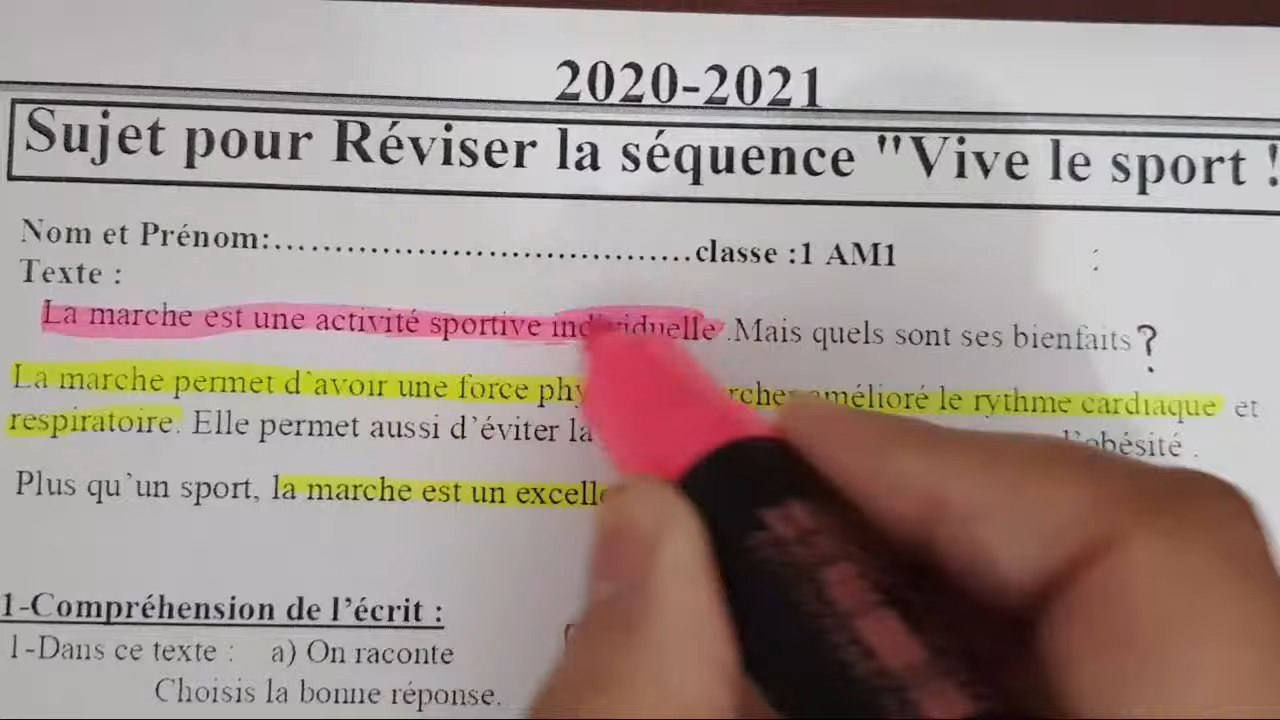 2020-2021
Sujet pour Réviser la séquence "Vive le sport !
Nom et Prénom:.......................................classe :1 AM1
Texte :
La marche est une activité sportive individuelle .Mais quels sont ses bienfaits ?
La marche permet d'avoir une force amélioré le rythme cardiaque et
respiratoire. Elle permet aussi d'éviter l'obésité .
Plus qu'un sport, la marche est un
1-Compréhension de l'écrit :
1-Dans ce texte : a) On raconte
Choisis la bonne réponse.